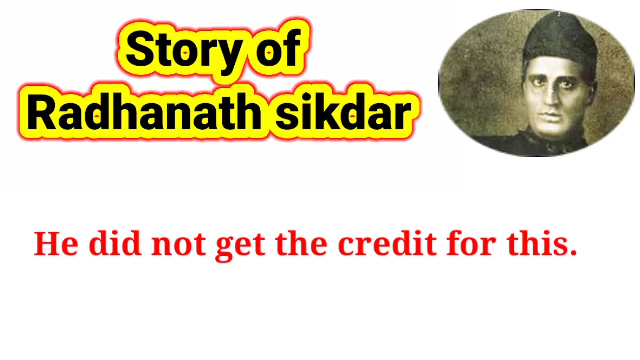 Story of
Radhanath sikdar
He did not get the credit for this.